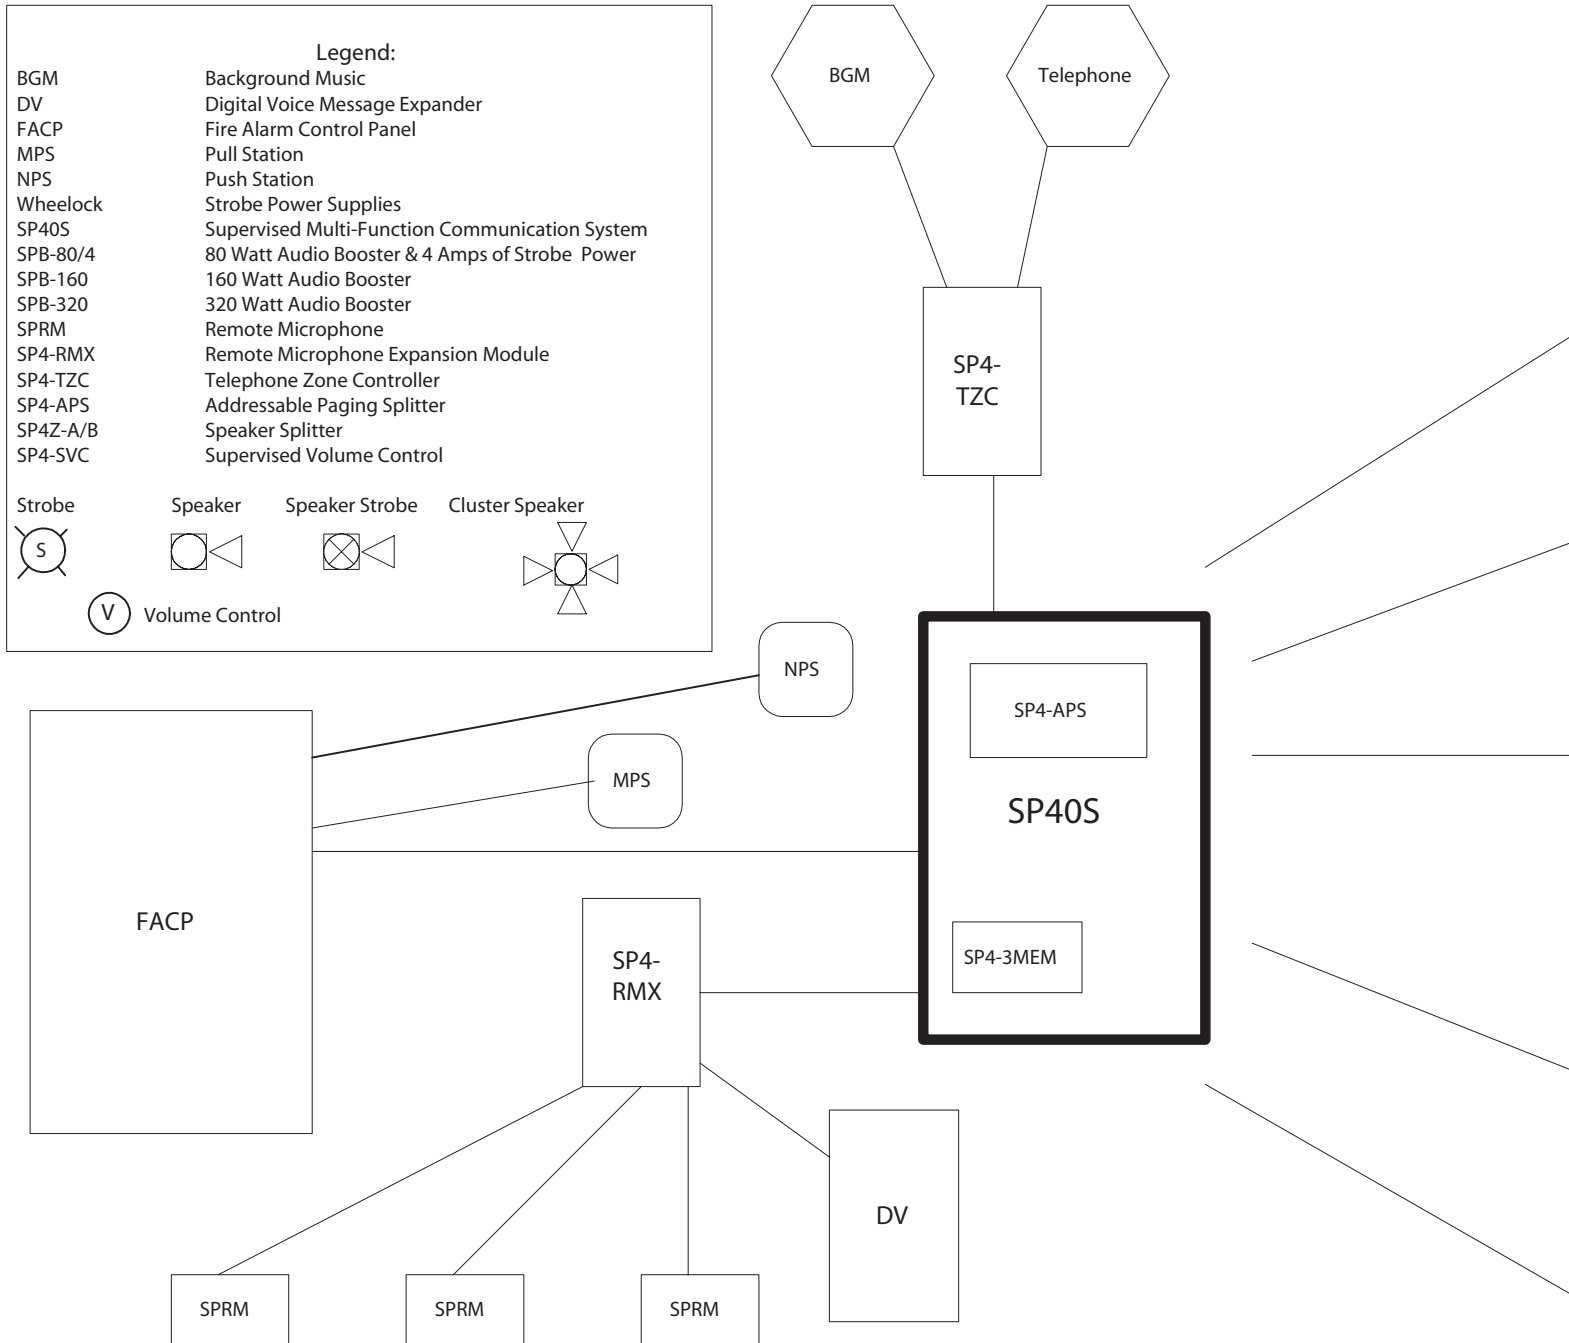 Legend:
BGM Background Music
DV Digital Voice Message Expander
FACP Fire Alarm Control Panel
MPS Pull Station
NPS Push Station
Wheelock Strobe Power Supplies
SP40S Supervised Multi-Function Communication System
SPB-80/4 80 Watt Audio Booster & 4 Amps of Strobe Power
SPB-160 160 Watt Audio Booster
SPB-320 320 Watt Audio Booster
SPRM Remote Microphone
SP4-RMX Remote Microphone Expansion Module
SP4-TZC Telephone Zone Controller
SP4-APS Addressable Paging Splitter
SP4Z-A/B Speaker Splitter
SP4-SVC Supervised Volume Control
Strobe Speaker Speaker Strobe Cluster Speaker
S
V Volume Control
BGM
Telephone
SP4-
TZC
NPS
MPS
SP4-APS
SP40S
FACP
SP4-
RMX
SP4-3MEM
DV
SPRM
SPRM
SPRM